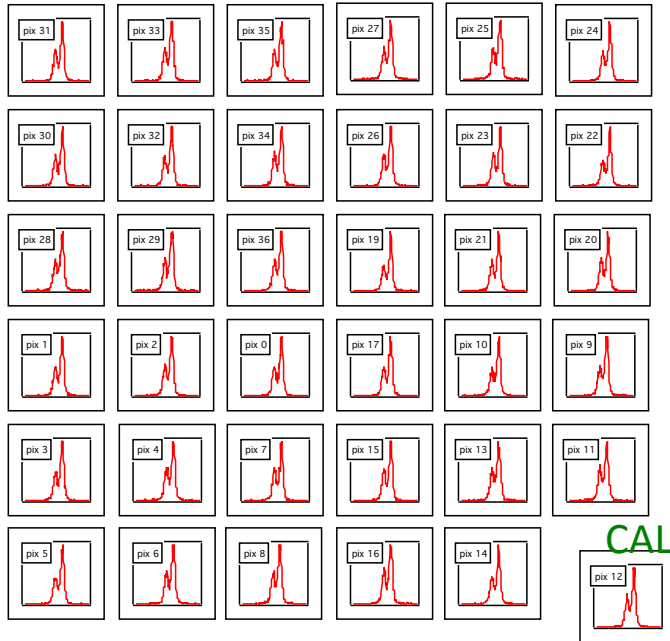 pix 31 pix 33 pix 35 pix 27 pix 25 pix 24
pix 30 pix 32 pix 34 pix 26 pix 23 pix 22
pix 28 pix 29 pix 36 pix 19 pix 21 pix 20
pix 1 pix 2 pix 0 pix 17 pix 10 pix 9
pix 3 pix 4 pix 7 pix 15 pix 13 pix 11
pix 5 pix 6 pix 8 pix 16 pix 14
CAL
pix 12